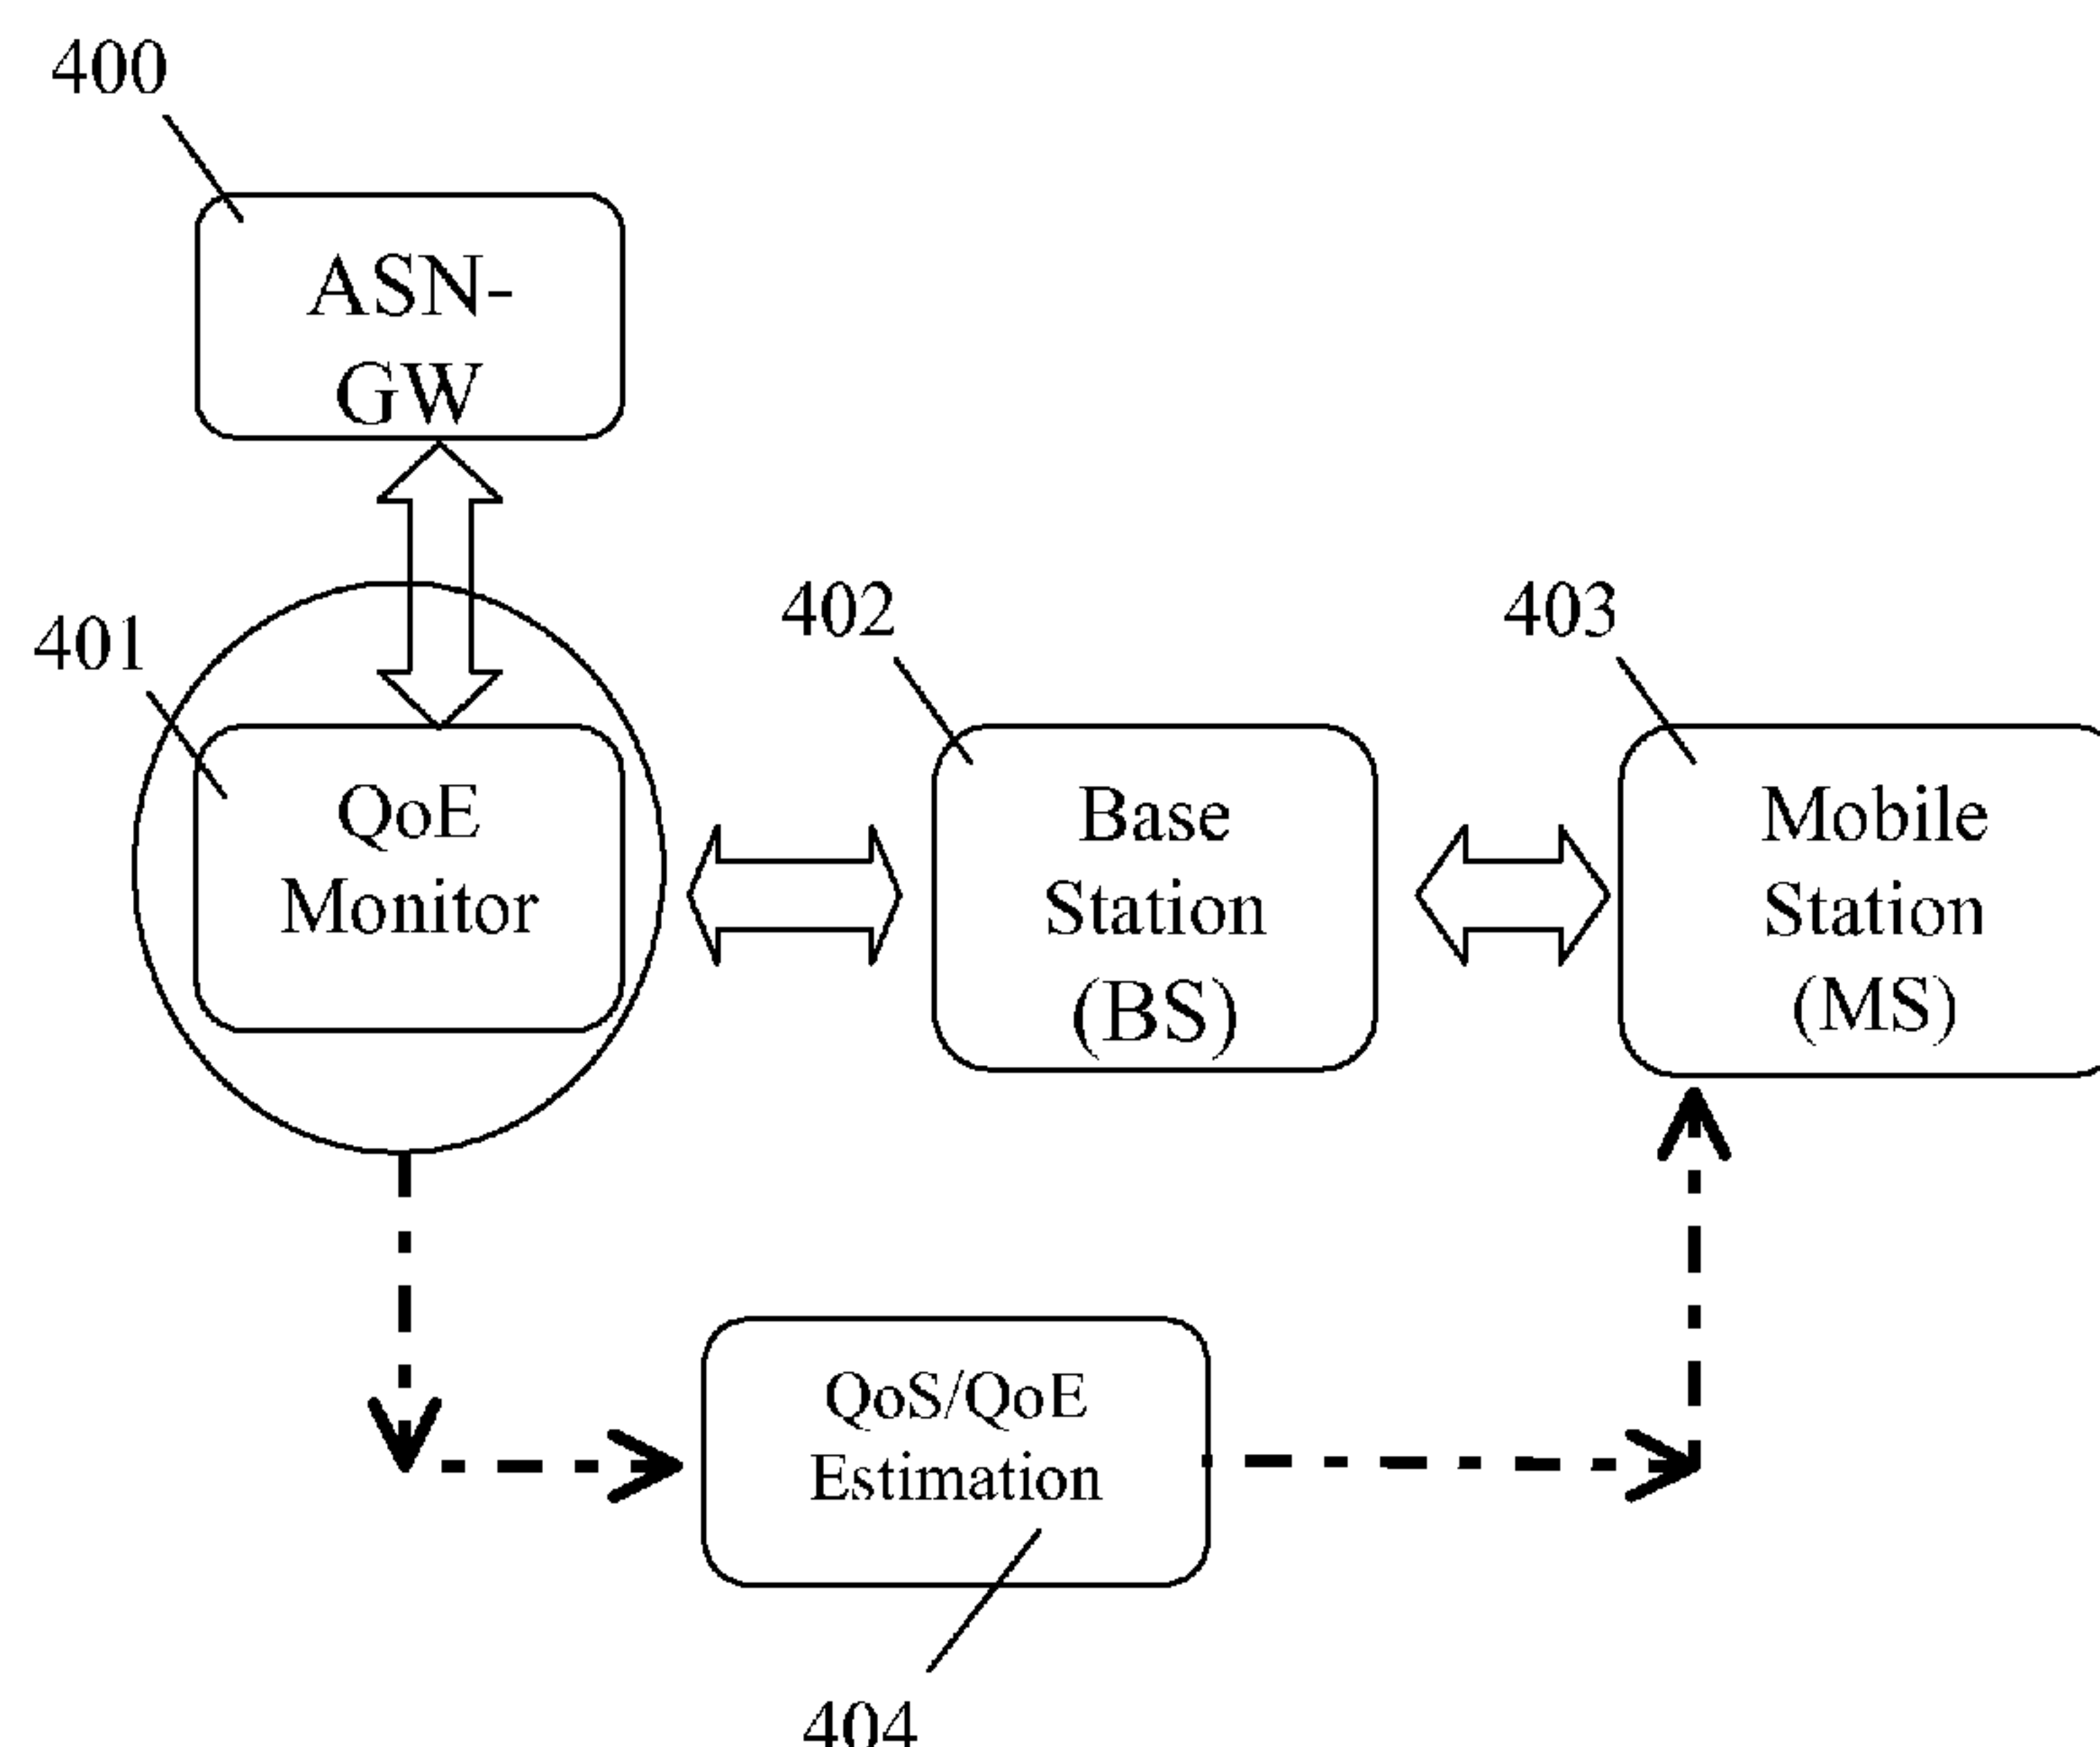 400
ASN-
GW
401
402
403
QoE
Monitor
Base
Station
(BS)
Mobile
Station
(MS)
QoS/QoE
Estimation
404